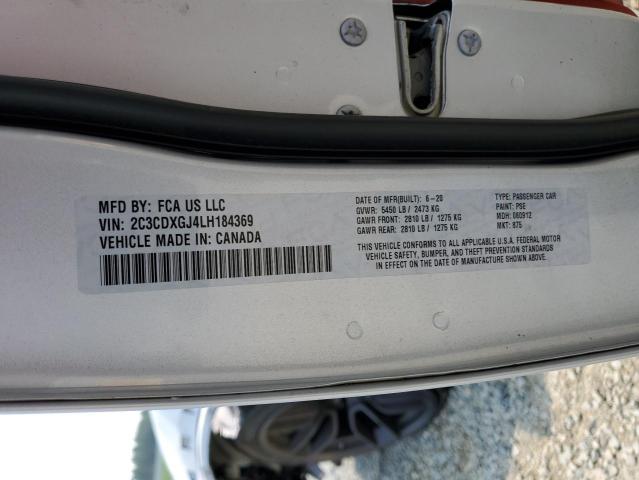 MFD BY: FCA US LLC
VIN: 2C3CDXGJ4LH184369
VEHICLE MADE IN: CANADA
DATE OF MFR(BUILT): 6-20
GVWR: 5450 LB / 2473 KG
GAWR FRONT: 2810 LB / 1275 KG
GAWR REAR: 2810 LB / 1275 KG
TYPE: PASSENGER CAR
PAINT: PSE
MDH: 060912
MKT: 875
THIS VEHICLE CONFORMS TO ALL APPLICABLE U.S.A. FEDERAL MOTOR
VEHICLE SAFETY, BUMPER, AND THEFT PREVENTION STANDARDS
IN EFFECT ON THE DATE OF MANUFACTURE SHOWN ABOVE.